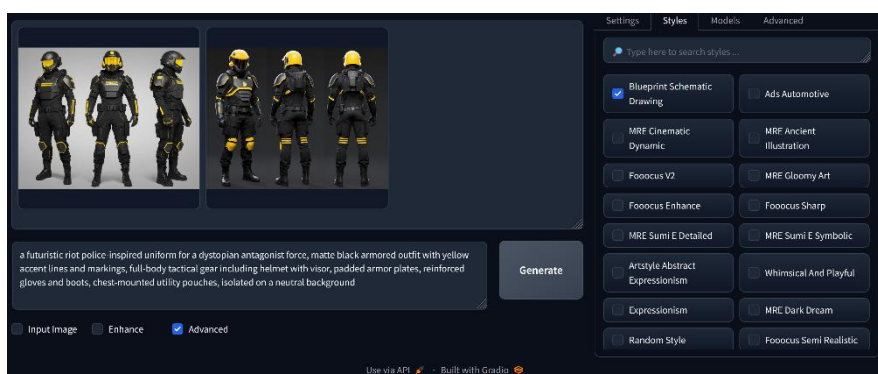 Settings
Styles
Models
Advanced
Type here to search styles ...
Blueprint Schematic
Drawing
Ads Automotive
MRE Cinematic
Dynamic
MRE Ancient
Illustration
Fooocus V2
MRE Gloomy Art
Fooocus Enhance
Fooocus Sharp
MRE Sumi E Detailed
MRE Sumi E Symbolic
Artstyle Abstract
Expressionism
Whimsical And Playful
Expressionism
MRE Dark Dream
Random Style
Fooocus Semi Realistic
a futuristic riot police-inspired uniform for a dystopian antagonist force, matte black armored outfit with yellow
accent lines and markings, full-body tactical gear including helmet with visor, padded armor plates, reinforced
gloves and boots, chest-mounted utility pouches, isolated on a neutral background
Generate
Input Image
Enhance
Advanced
Use via API
· Built with Gradio